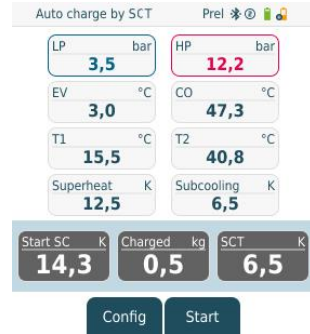 Auto charge by SCT Prel
LP bar HP bar
3,5 12,2
EV °C CO °C
3,0 47,3
T1 °C T2 °C
15,5 40,8
Superheat K Subcooling K
12,5 6,5
Start SC K Charged kg SCT K
14,3 0,5 6,5
Config Start